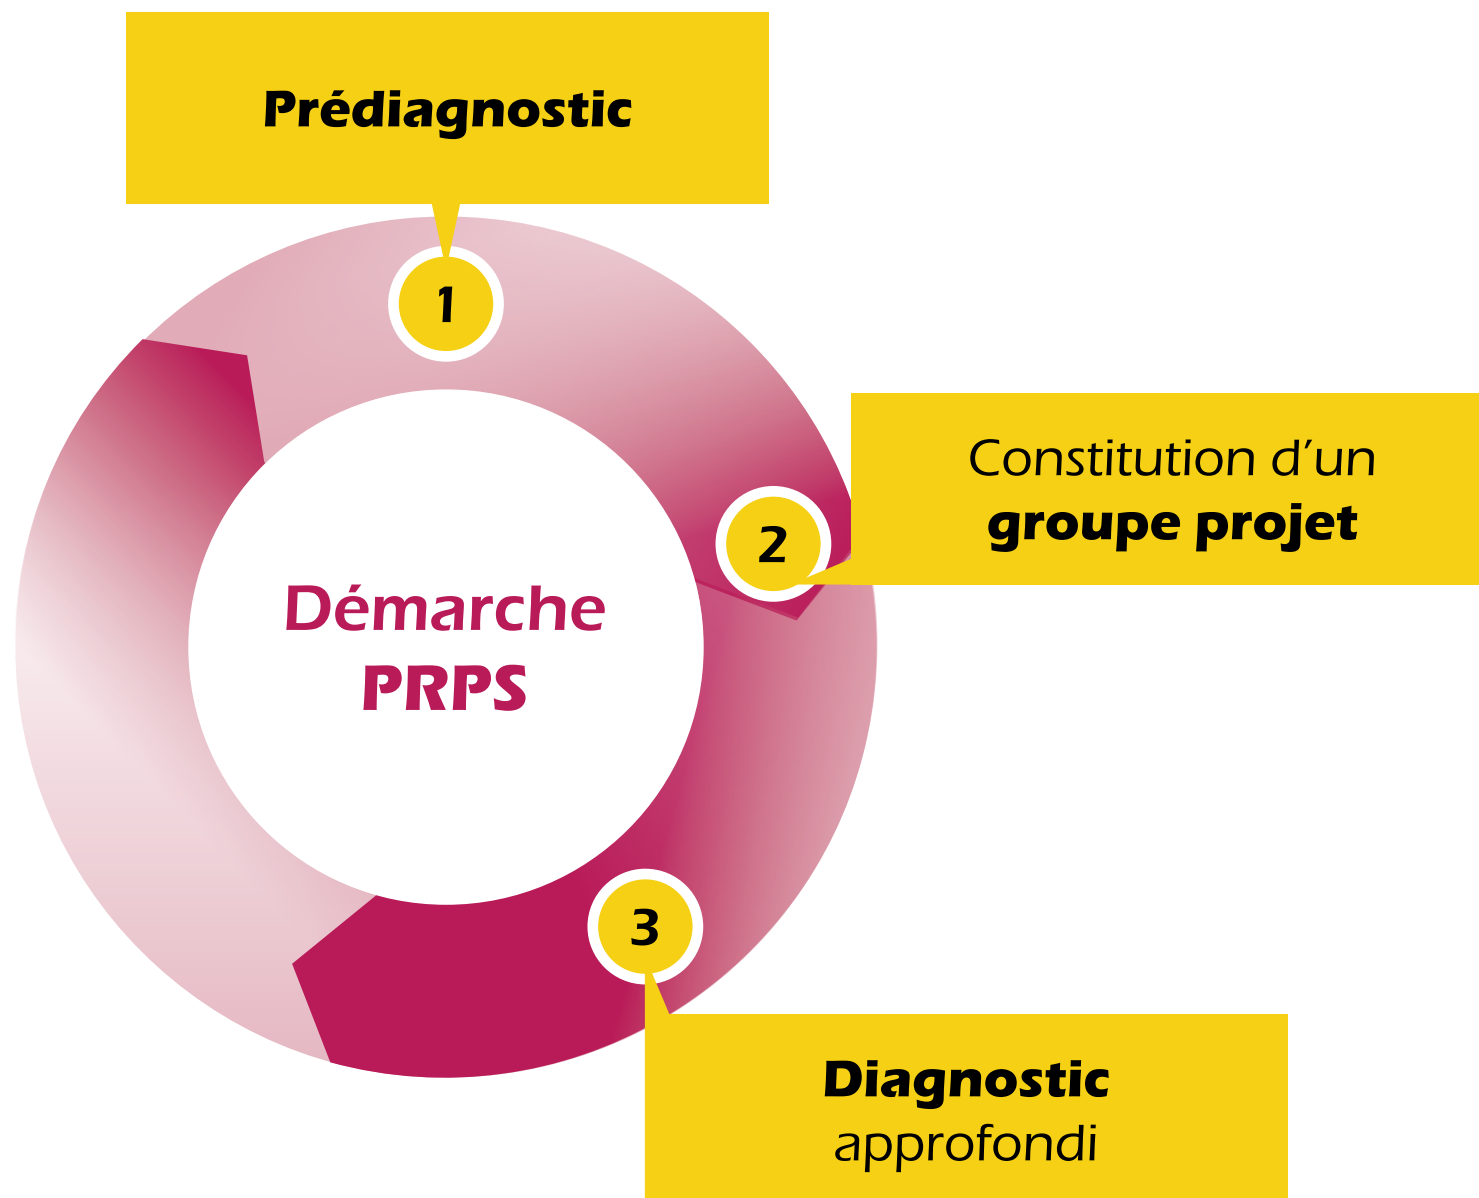 Prédiagnostic
1
Constitution d’un
groupe projet
2
Démarche
PRPS
3
Diagnostic
approfondi